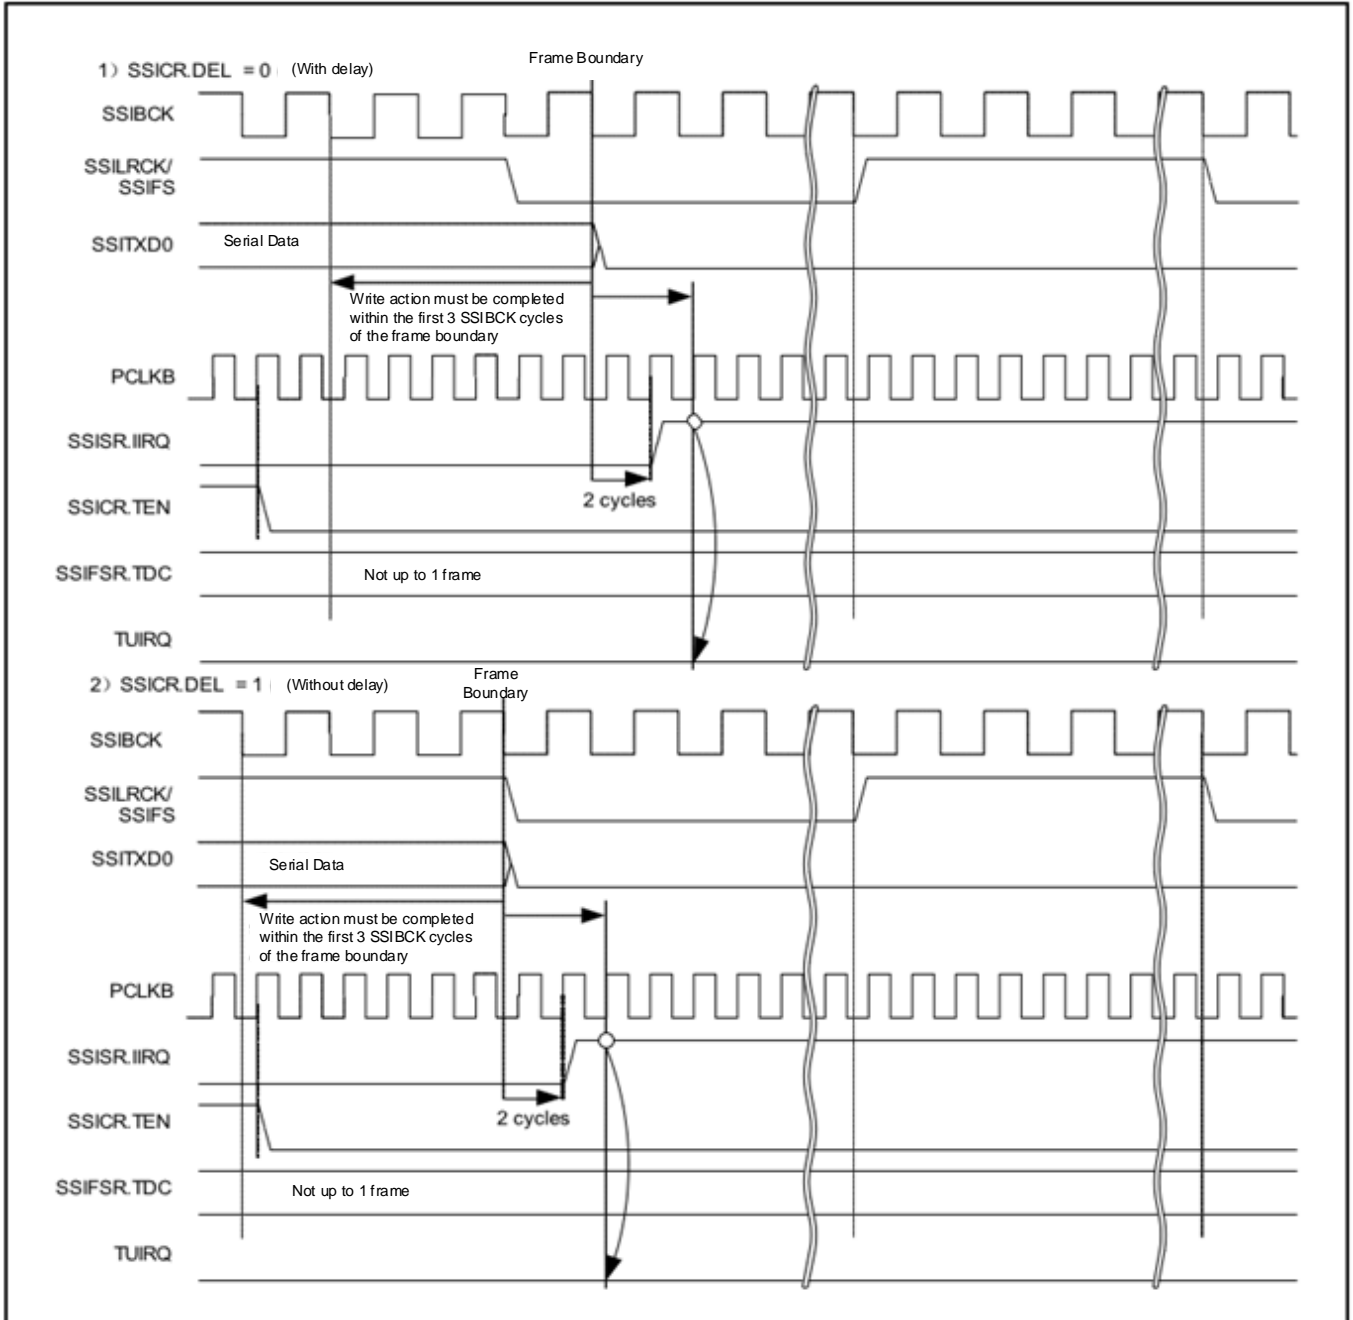 Frame Boundary
1) SSICR.DEL = 0 (With delay)
SSIBCK
SSILRCK/
SSIFS
SSITXD0
Serial Data
Write action must be completed
within the first 3 SSIBCK cycles
of the frame boundary
PCLKB
SSISR.IIRQ
2 cycles
SSICR.TEN
SSIFSR.TDC
Not up to 1 frame
TUIRQ
Frame
Boundary
2) SSICR.DEL = 1 (Without delay)
SSIBCK
SSILRCK/
SSIFS
SSITXD0
Serial Data
Write action must be completed
within the first 3 SSIBCK cycles
of the frame boundary
PCLKB
SSISR.IIRQ
2 cycles
SSICR.TEN
SSIFSR.TDC
Not up to 1 frame
TUIRQ